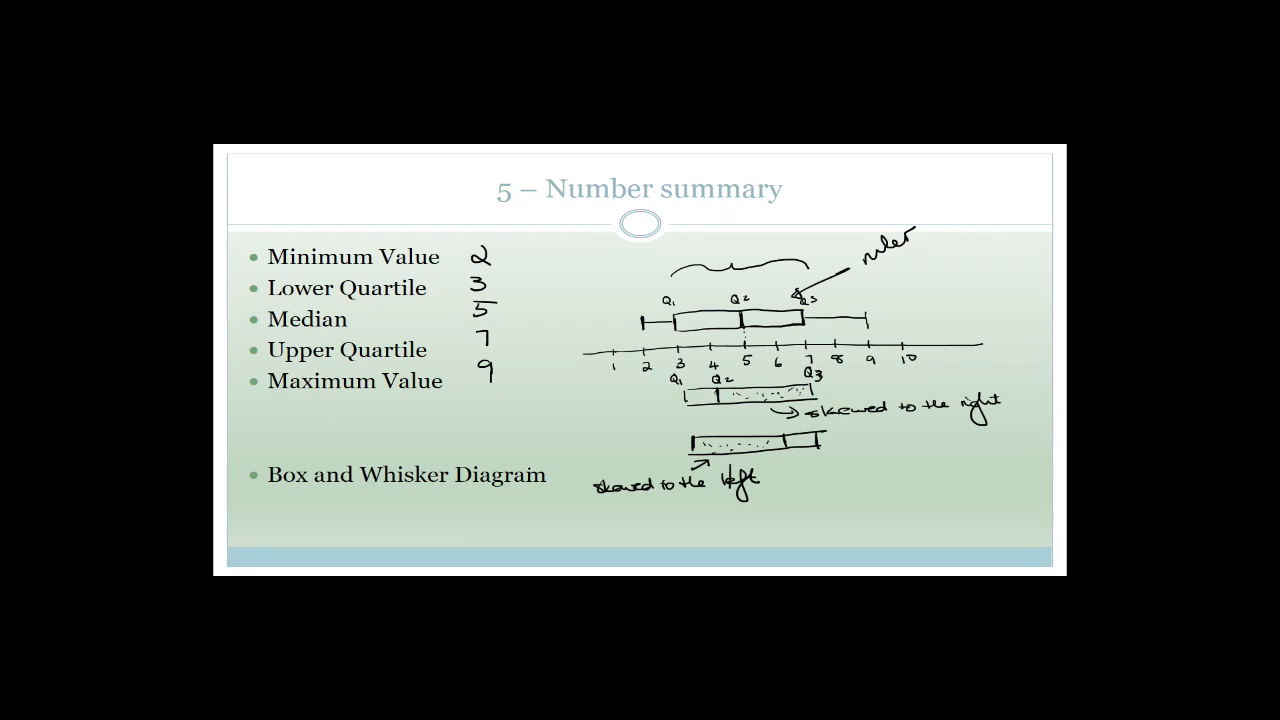 5 – Number summary
Minimum Value 2
Lower Quartile 3
Median 5
Upper Quartile 7
Maximum Value 9
Box and Whisker Diagram
ruler
Q1 Q2 Q3
1 2 3 4 5 6 7 8 9 10
Q1 Q2 Q3
skewed to the right
skewed to the left